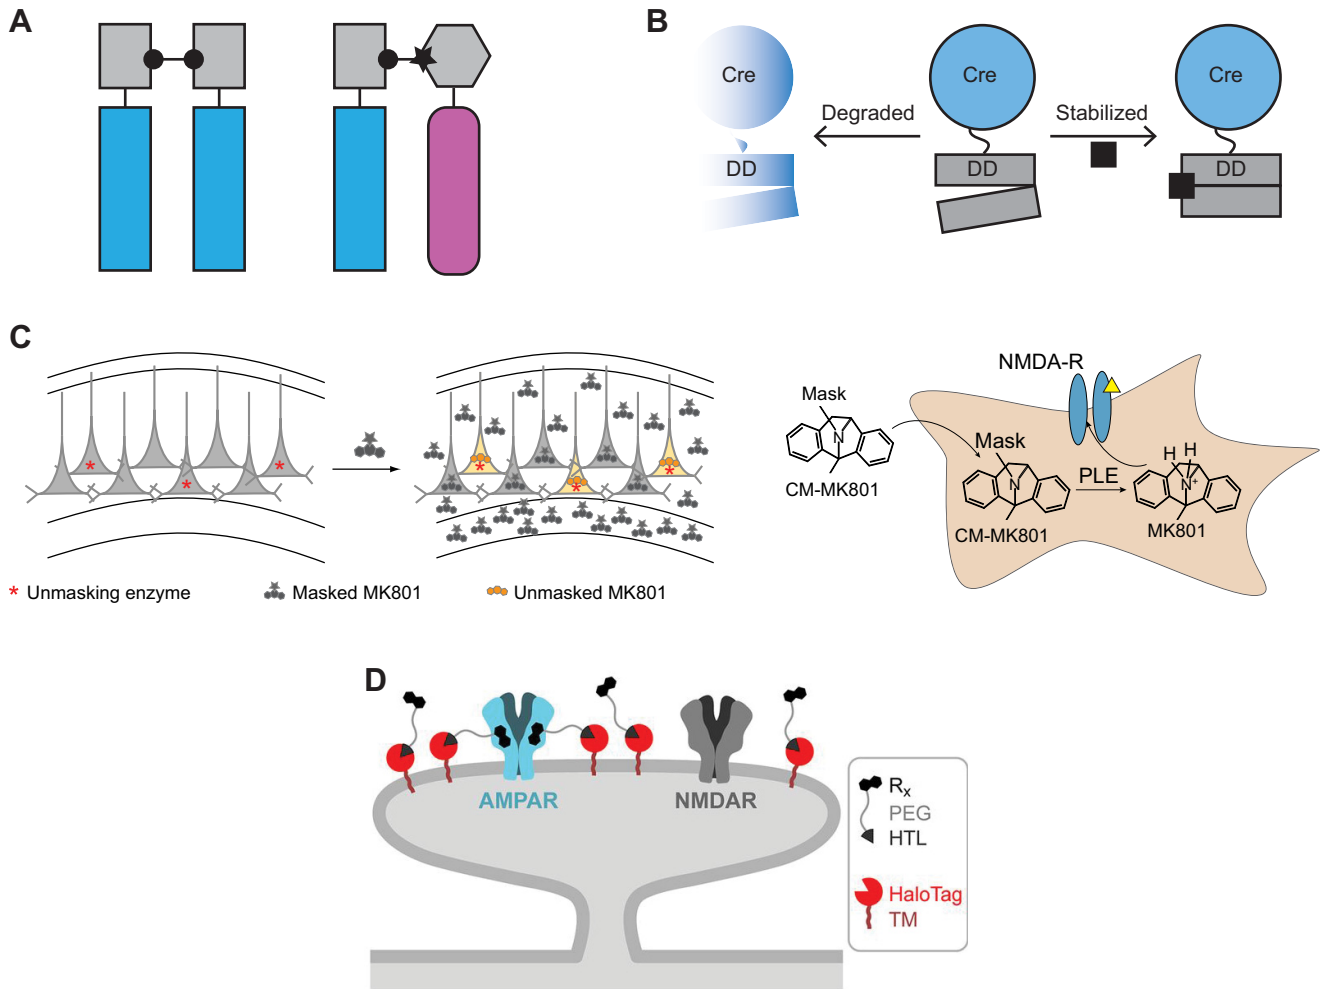 A
B
Cre
Cre
Cre
Degraded
Stabilized
DD
DD
DD
C
NMDA-R
Mask
N
CM-MK801
Mask
N
CM-MK801
PLE
H
H
N+
MK801
* Unmasking enzyme
Masked MK801
Unmasked MK801
D
AMPAR
NMDAR
Rx
PEG
HTL
HaloTag
TM